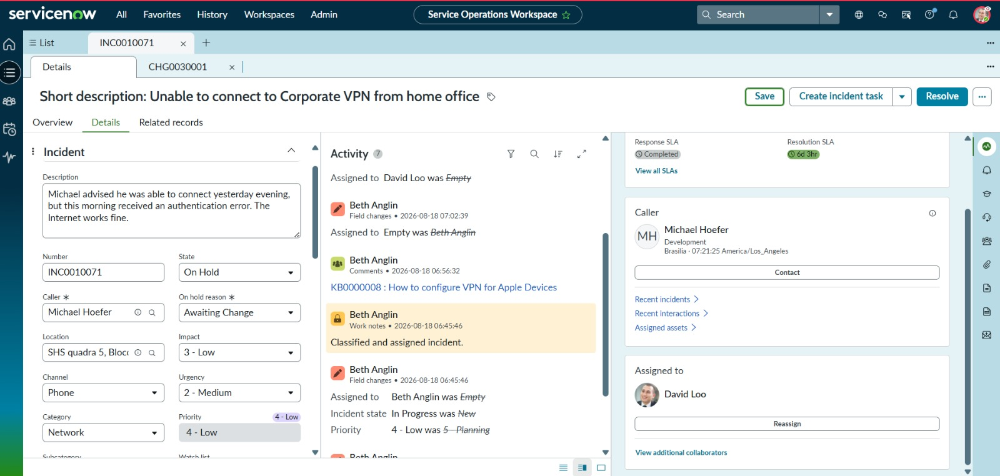 servicenow
All
Favorites
History
Workspaces
Admin
Service Operations Workspace
Search
List
INC0010071
Details
CHG0030001
Short description: Unable to connect to Corporate VPN from home office
Save
Create incident task
Resolve
Overview
Details
Related records
Incident
Description
Michael advised he was able to connect yesterday evening,
but this morning received an authentication error. The
Internet works fine.
Number
INC0010071
State
On Hold
Caller
Michael Hoefer
On hold reason
Awaiting Change
Location
SHS quadra 5, Bloc
Impact
3 - Low
Channel
Phone
Urgency
2 - Medium
Category
Network
Priority
4 - Low
4 - Low
Subcategory
Watch list
Activity 7
Assigned to David Loo was Empty
Beth Anglin
Field changes • 2026-08-18 07:02:39
Assigned to Empty was Beth Anglin
Beth Anglin
Comments • 2026-08-18 06:56:32
KB0000008 : How to configure VPN for Apple Devices
Beth Anglin
Work notes • 2026-08-18 06:45:46
Classified and assigned incident.
Beth Anglin
Field changes • 2026-08-18 06:45:46
Assigned to Beth Anglin was Empty
Incident state In Progress was New
Priority 4 - Low was 5 - Planning
Beth Anglin
Response SLA
Completed
Resolution SLA
6d 3hr
View all SLAs
Caller
MH
Michael Hoefer
Development
Brasilia · 07:21:25 America/Los_Angeles
Contact
Recent incidents
Recent interactions
Assigned assets
Assigned to
David Loo
Reassign
View additional collaborators